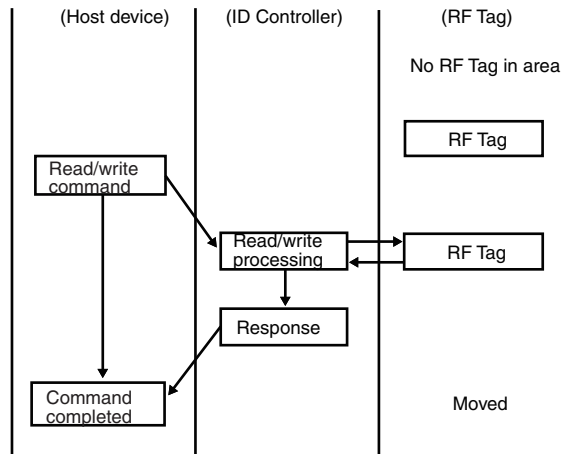 (Host device)
(ID Controller)
(RF Tag)
No RF Tag in area
RF Tag
Read/write
command
Read/write
processing
RF Tag
Response
Command
completed
Moved